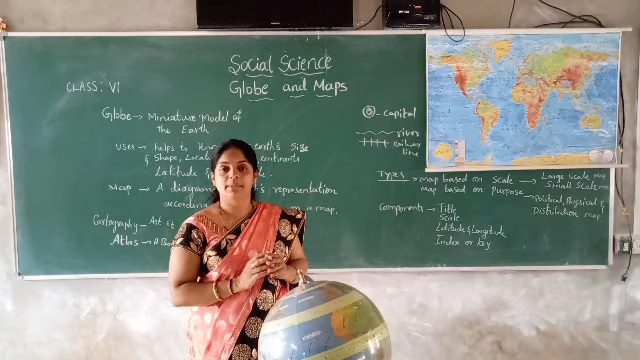 Social Science
CLASS: VI
Globe and Maps
Globe → Miniature Model of
the Earth
uses → helps to Know earth's Size
& Shape, Locate Continents
Latitude &
Map → A diagram representation
according on a map.
Cartography - Art
Atlas → A
capital
river
railway
line
Types → map based on Scale → Large Scale map
Small Scale map
map based on purpose → Political, Physical &
Distribution map
Components → Title
Scale
Latitude & Longitude
Index or key